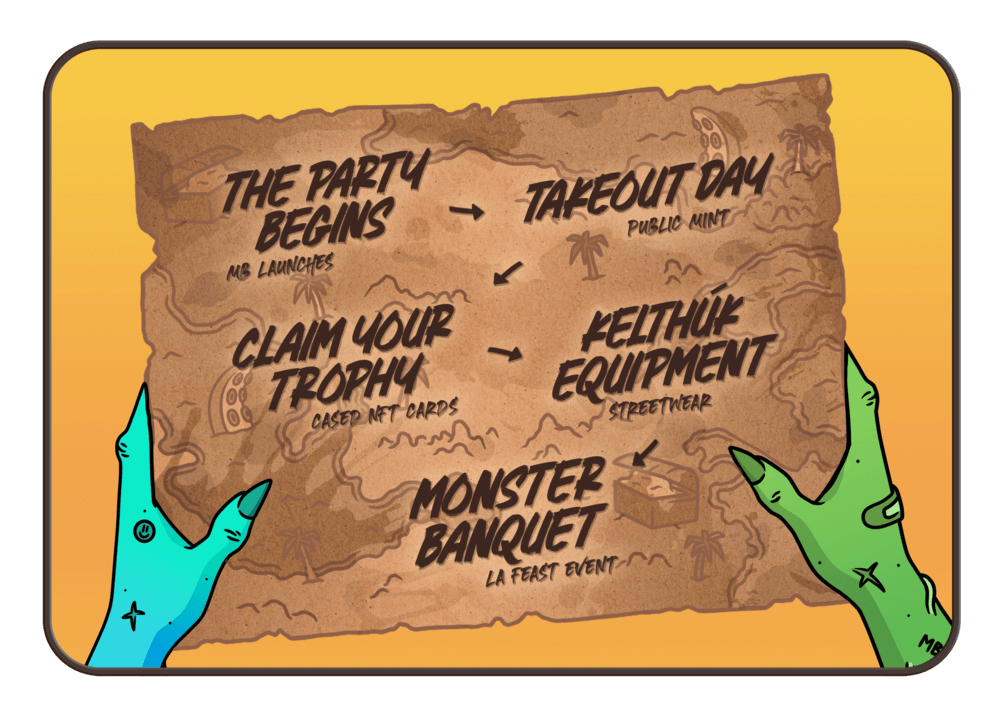 THE PARTY
BEGINS
MB LAUNCHES
TAKEOUT DAY
PUBLIC MINT
CLAIM YOUR
TROPHY
CASED NFT CARDS
KELTHÚK
EQUIPMENT
STREETWEAR
MONSTER
BANQUET
LA FEAST EVENT
MB